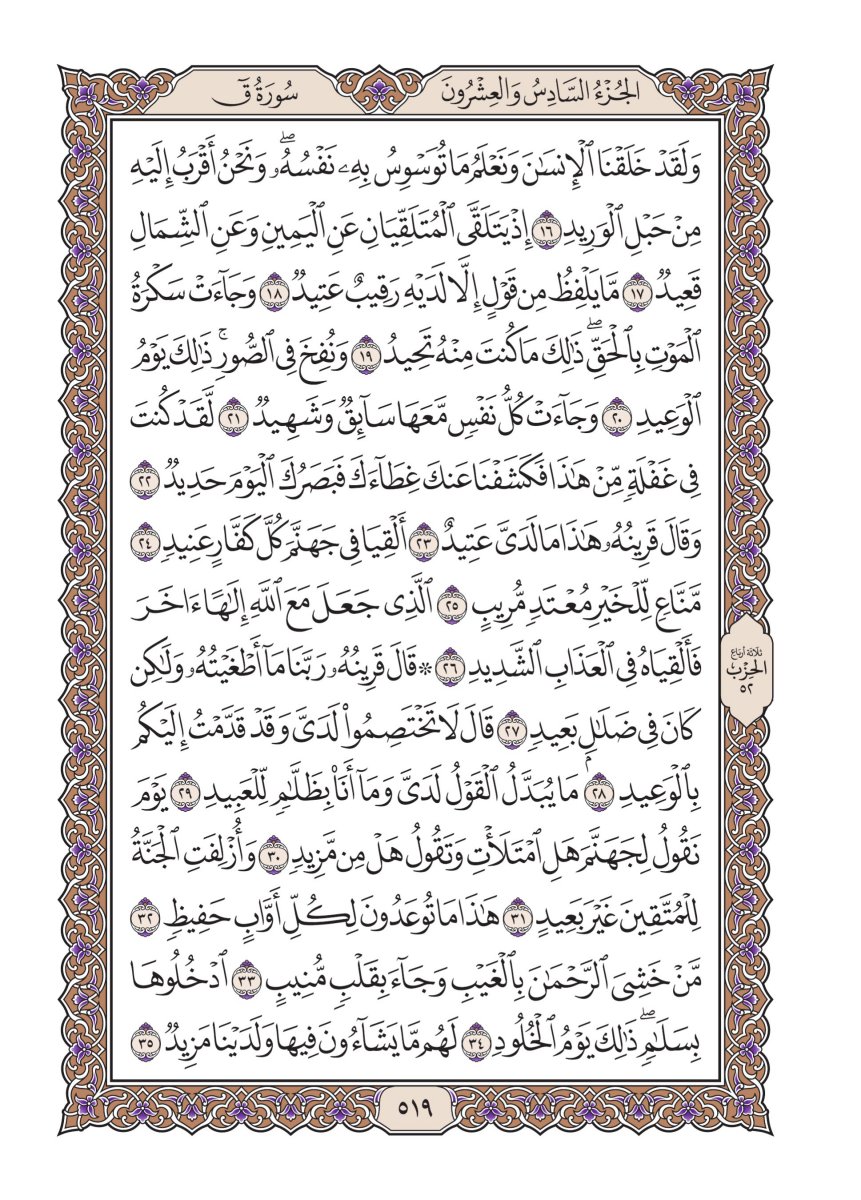 الجُزْءُ السَّادِسُ وَالعِشْرُونَ
سُورَةُ قٓ
وَلَقَدْ خَلَقْنَا ٱلْإِنسَٰنَ وَنَعْلَمُ مَا تُوَسْوِسُ بِهِۦ نَفْسُهُۥۖ وَنَحْنُ أَقْرَبُ إِلَيْهِ
مِنْ حَبْلِ ٱلْوَرِيدِ ١٦ إِذْ يَتَلَقَّى ٱلْمُتَلَقِّيَانِ عَنِ ٱلْيَمِينِ وَعَنِ ٱلشِّمَالِ
قَعِيدٌ ١٧ مَّا يَلْفِظُ مِن قَوْلٍ إِلَّا لَدَيْهِ رَقِيبٌ عَتِيدٌ ١٨ وَجَآءَتْ سَكْرَةُ
ٱلْمَوْتِ بِٱلْحَقِّۖ ذَٰلِكَ مَا كُنتَ مِنْهُ تَحِيدُ ١٩ وَنُفِخَ فِى ٱلصُّورِۚ ذَٰلِكَ يَوْمُ
ٱلْوَعِيدِ ٢٠ وَجَآءَتْ كُلُّ نَفْسٍ مَّعَهَا سَآئِقٌ وَشَهِيدٌ ٢١ لَّقَدْ كُنتَ
فِى غَفْلَةٍ مِّنْ هَٰذَا فَكَشَفْنَا عَنكَ غِطَآءَكَ فَبَصَرُكَ ٱلْيَوْمَ حَدِيدٌ ٢٢
وَقَالَ قَرِينُهُۥ هَٰذَا مَا لَدَىَّ عَتِيدٌ ٢٣ أَلْقِيَا فِى جَهَنَّمَ كُلَّ كَفَّارٍ عَنِيدٍ ٢٤
مَّنَّاعٍ لِّلْخَيْرِ مُعْتَدٍ مُّرِيبٍ ٢٥ ٱلَّذِى جَعَلَ مَعَ ٱللَّهِ إِلَٰهًا ءَاخَرَ
فَأَلْقِيَاهُ فِى ٱلْعَذَابِ ٱلشَّدِيدِ ٢٦ * قَالَ قَرِينُهُۥ رَبَّنَا مَآ أَطْغَيْتُهُۥ وَلَٰكِن
كَانَ فِى ضَلَٰلٍۭ بَعِيدٍ ٢٧ قَالَ لَا تَخْتَصِمُوا۟ لَدَىَّ وَقَدْ قَدَّمْتُ إِلَيْكُم
بِٱلْوَعِيدِ ٢٨ مَا يُبَدَّلُ ٱلْقَوْلُ لَدَىَّ وَمَآ أَنَا۠ بِظَلَّٰمٍ لِّلْعَبِيدِ ٢٩ يَوْمَ
نَقُولُ لِجَهَنَّمَ هَلِ ٱمْتَلَأْتِ وَتَقُولُ هَلْ مِن مَّزِيدٍ ٣٠ وَأُزْلِفَتِ ٱلْجَنَّةُ
لِلْمُتَّقِينَ غَيْرَ بَعِيدٍ ٣١ هَٰذَا مَا تُوعَدُونَ لِكُلِّ أَوَّابٍ حَفِيظٍ ٣٢
مَّنْ خَشِىَ ٱلرَّحْمَٰنَ بِٱلْغَيْبِ وَجَآءَ بِقَلْبٍ مُّنِيبٍ ٣٣ ٱدْخُلُوهَا
بِسَلَٰمٍۖ ذَٰلِكَ يَوْمُ ٱلْخُلُودِ ٣٤ لَهُم مَّا يَشَآءُونَ فِيهَا وَلَدَيْنَا مَزِيدٌ ٣٥
ثلاثة أرباع
الحِزْب
٥٢
٥١٩